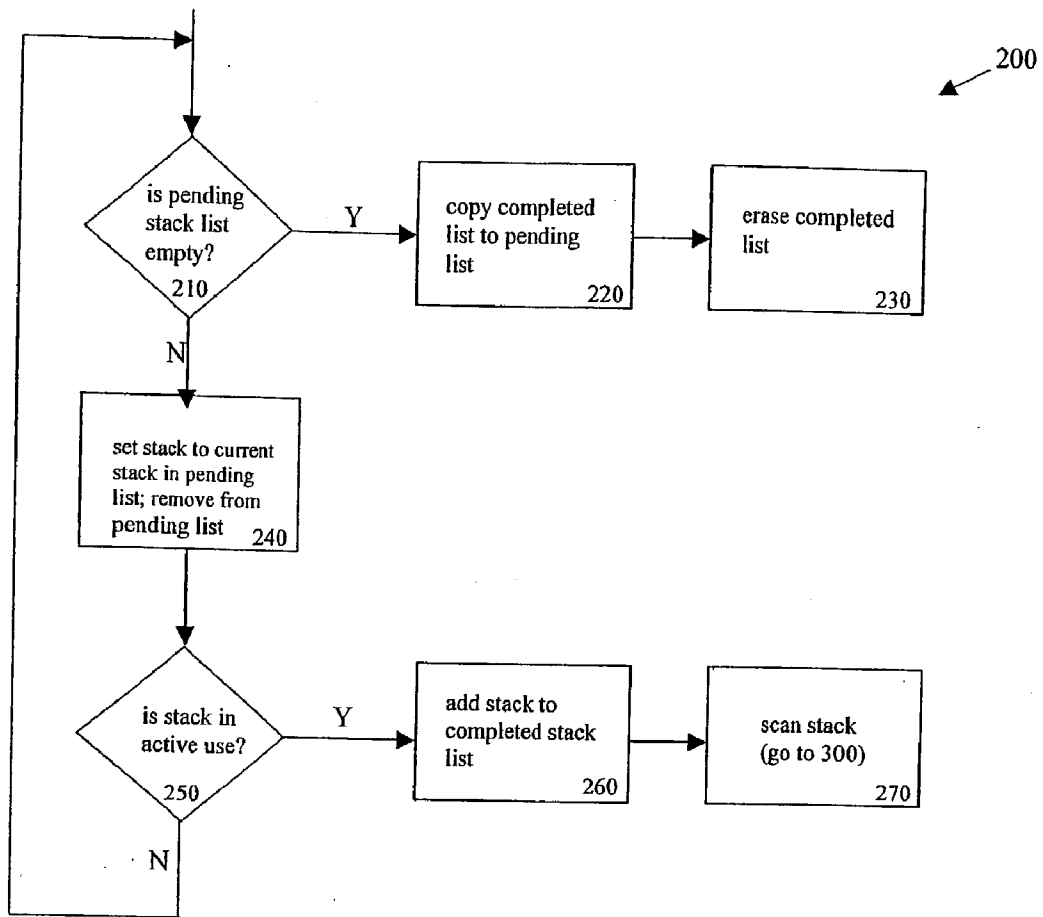 200
is pending
stack list
empty?
210
Y
copy completed
list to pending
list
220
erase completed
list
230
N
set stack to current
stack in pending
list; remove from
pending list
240
is stack in
active use?
250
Y
add stack to
completed stack
list
260
scan stack
(go to 300)
270
N